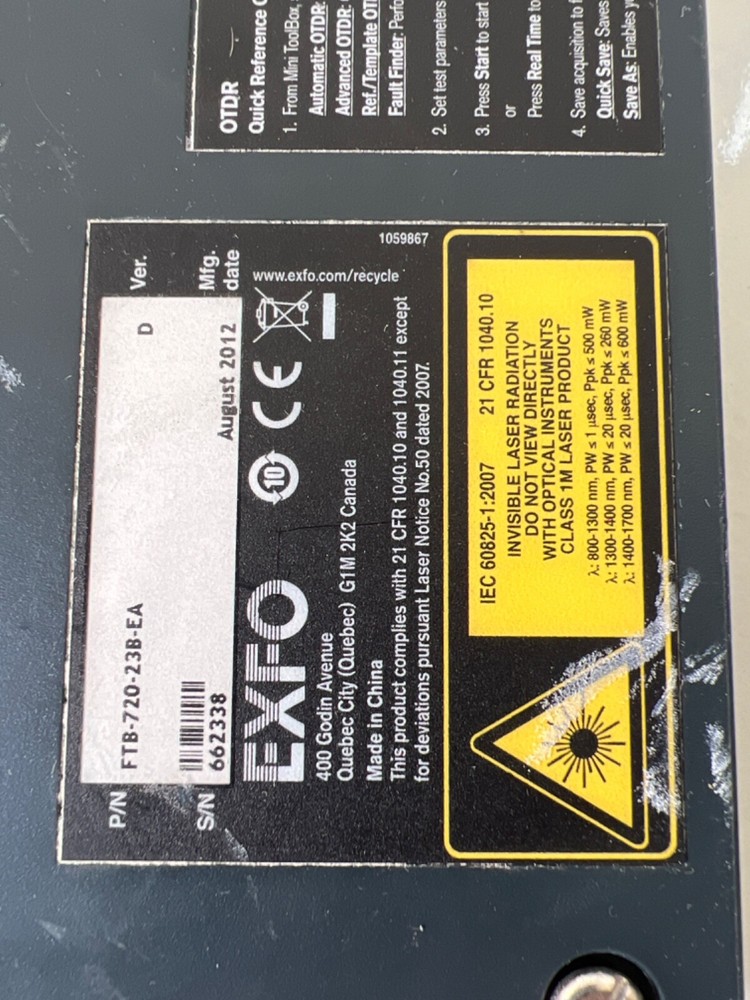 OTDR
Quick Reference
1. From Mini ToolBox,
Automatic OTDR:
Advanced OTDR:
Ref./Template
Fault Finder:
2. Set test parameters
3. Press Start to start
or
Press Real Time to
4. Save acquisition to
Quick Save: Saves
Save As: Enables
P/N FTB-720-23B-EA D Ver.
S/N 662338 August 2012 Mfg. date
EXFO
10
CE
www.exfo.com/recycle
1059867
400 Godin Avenue
Quebec City (Quebec) G1M 2K2 Canada
Made in China
This product complies with 21 CFR 1040.10 and 1040.11 except
for deviations pursuant Laser Notice No.50 dated 2007.
IEC 60825-1:2007 21 CFR 1040.10
INVISIBLE LASER RADIATION
DO NOT VIEW DIRECTLY
WITH OPTICAL INSTRUMENTS
CLASS 1M LASER PRODUCT
λ: 800-1300 nm, PW ≤ 1 µsec, Ppk ≤ 500 mW
λ: 1300-1400 nm, PW ≤ 20 µsec, Ppk ≤ 260 mW
λ: 1400-1700 nm, PW ≤ 20 µsec, Ppk ≤ 600 mW